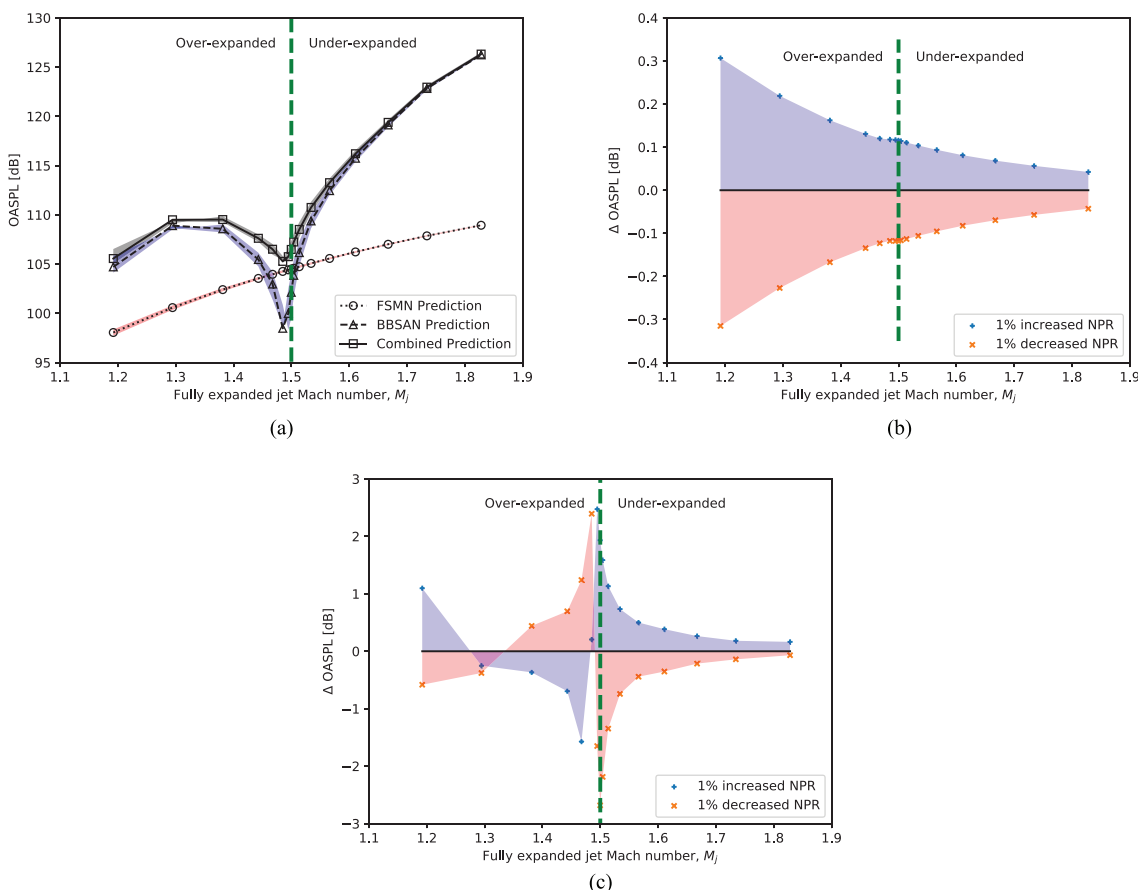 130
125
120
115
110
105
100
95
OASPL [dB]
Over-expanded
Under-expanded
FSMN Prediction
BBSAN Prediction
Combined Prediction
1.1 1.2 1.3 1.4 1.5 1.6 1.7 1.8 1.9
Fully expanded jet Mach number, M_j
(a)
0.4
0.3
0.2
0.1
0.0
−0.1
−0.2
−0.3
−0.4
Δ OASPL [dB]
Over-expanded
Under-expanded
1% increased NPR
1% decreased NPR
1.1 1.2 1.3 1.4 1.5 1.6 1.7 1.8 1.9
Fully expanded jet Mach number, M_j
(b)
3
2
1
0
−1
−2
−3
Δ OASPL [dB]
Over-expanded
Under-expanded
1% increased NPR
1% decreased NPR
1.1 1.2 1.3 1.4 1.5 1.6 1.7 1.8 1.9
Fully expanded jet Mach number, M_j
(c)